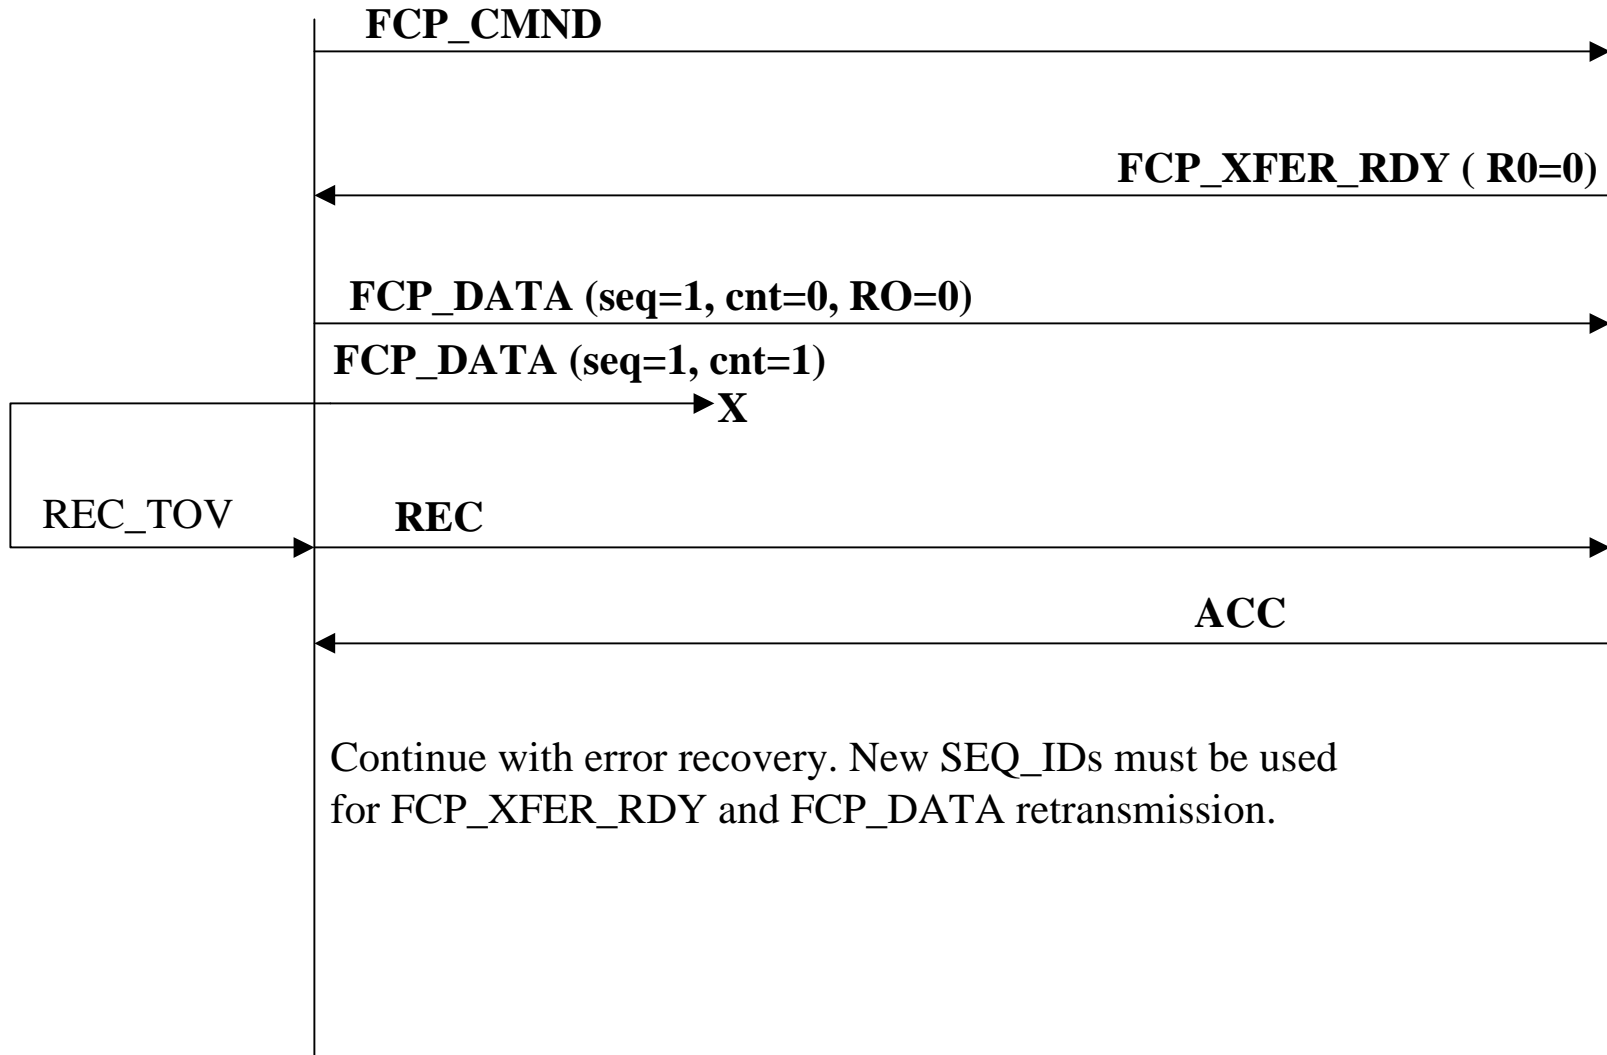 FCP_CMND
FCP_XFER_RDY ( R0=0)
FCP_DATA (seq=1, cnt=0, RO=0)
FCP_DATA (seq=1, cnt=1)
X
REC_TOV
REC
ACC
Continue with error recovery. New SEQ_IDs must be used
for FCP_XFER_RDY and FCP_DATA retransmission.